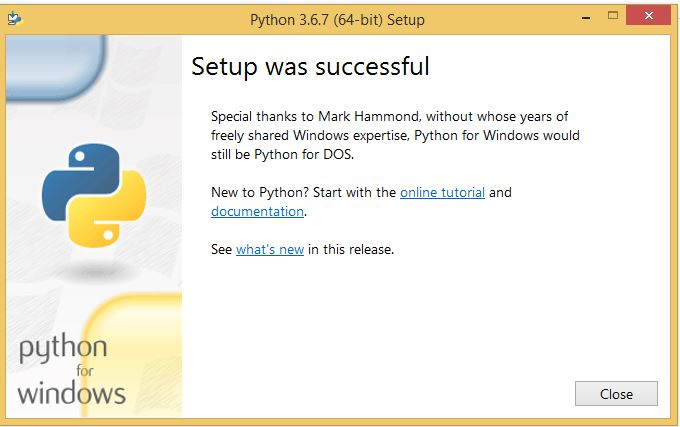 Python 3.6.7 (64-bit) Setup
Setup was successful
Special thanks to Mark Hammond, without whose years of
freely shared Windows expertise, Python for Windows would
still be Python for DOS.
New to Python? Start with the online tutorial and
documentation.
See what's new in this release.
python
for
windows
Close